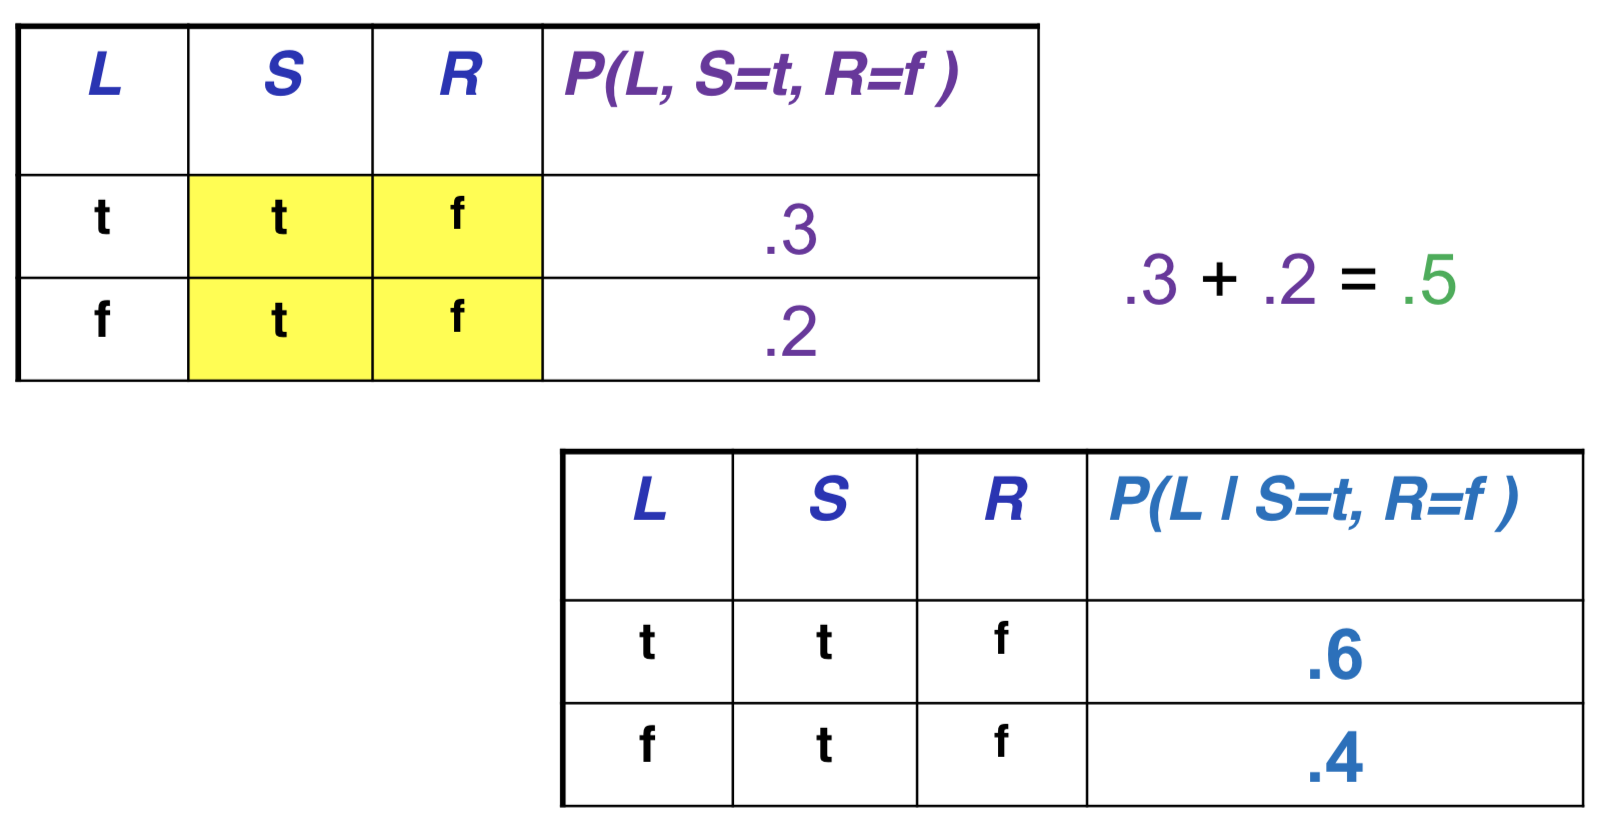 L S R P(L, S=t, R=f )
t t f .3
f t f .2
.3 + .2 = .5
L S R P(L | S=t, R=f )
t t f .6
f t f .4